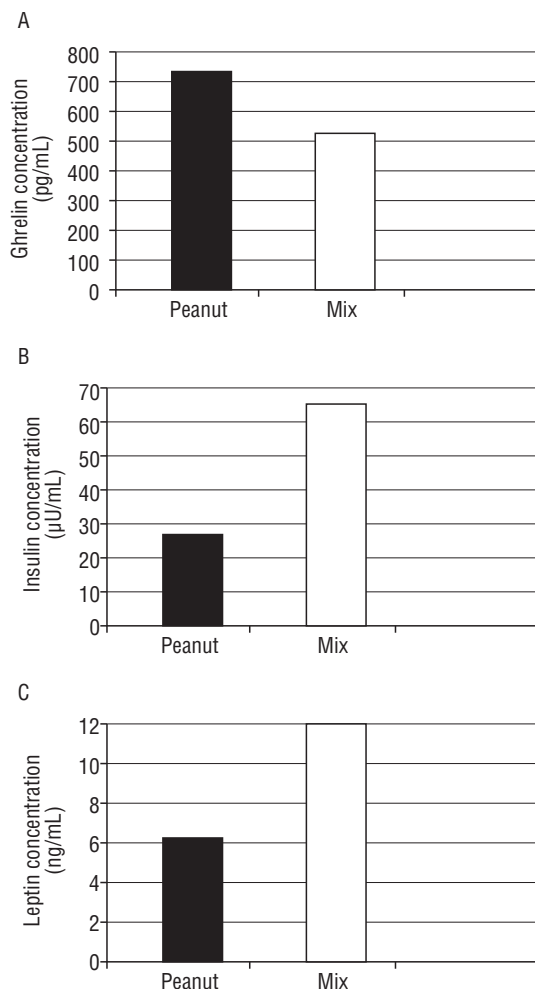 A
Ghrelin concentration
(pg/mL)
800
700
600
500
400
300
200
100
0
Peanut Mix
B
Insulin concentration
(µU/mL)
70
60
50
40
30
20
10
0
Peanut Mix
C
Leptin concentration
(ng/mL)
12
10
8
6
4
2
0
Peanut Mix